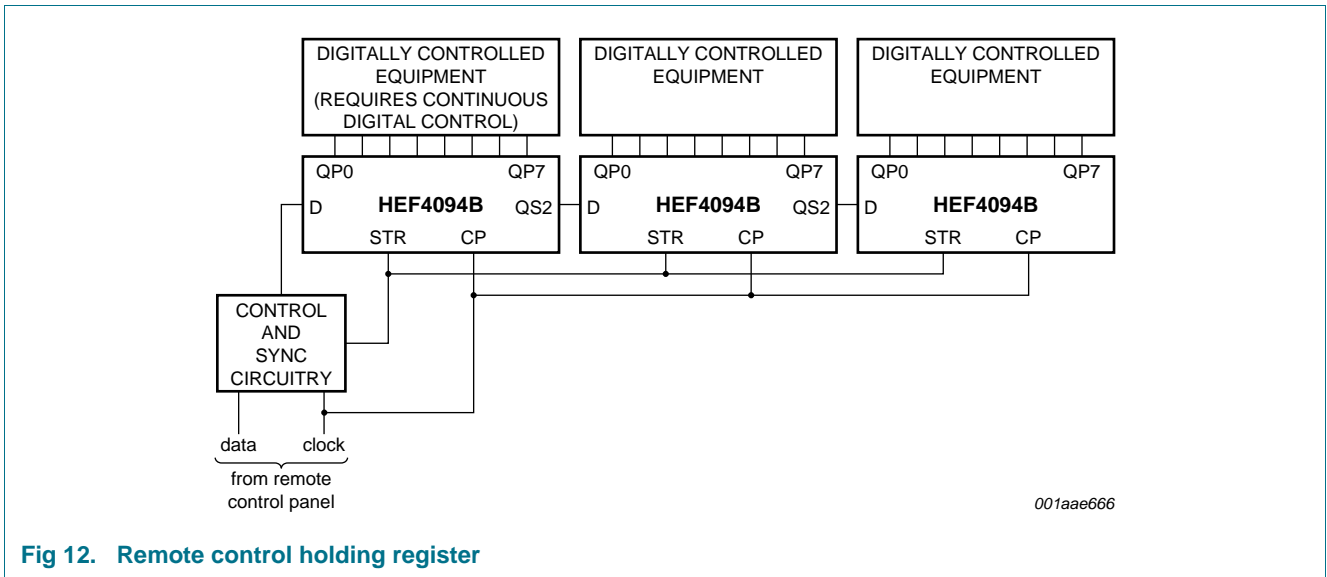 DIGITALLY CONTROLLED
EQUIPMENT
(REQUIRES CONTINUOUS
DIGITAL CONTROL)
DIGITALLY CONTROLLED
EQUIPMENT
DIGITALLY CONTROLLED
EQUIPMENT
QP0 QP7
D HEF4094B QS2
STR CP
QP0 QP7
D HEF4094B QS2
STR CP
QP0 QP7
D HEF4094B
STR CP
CONTROL
AND
SYNC
CIRCUITRY
data clock
from remote
control panel
001aae666
Fig 12. Remote control holding register